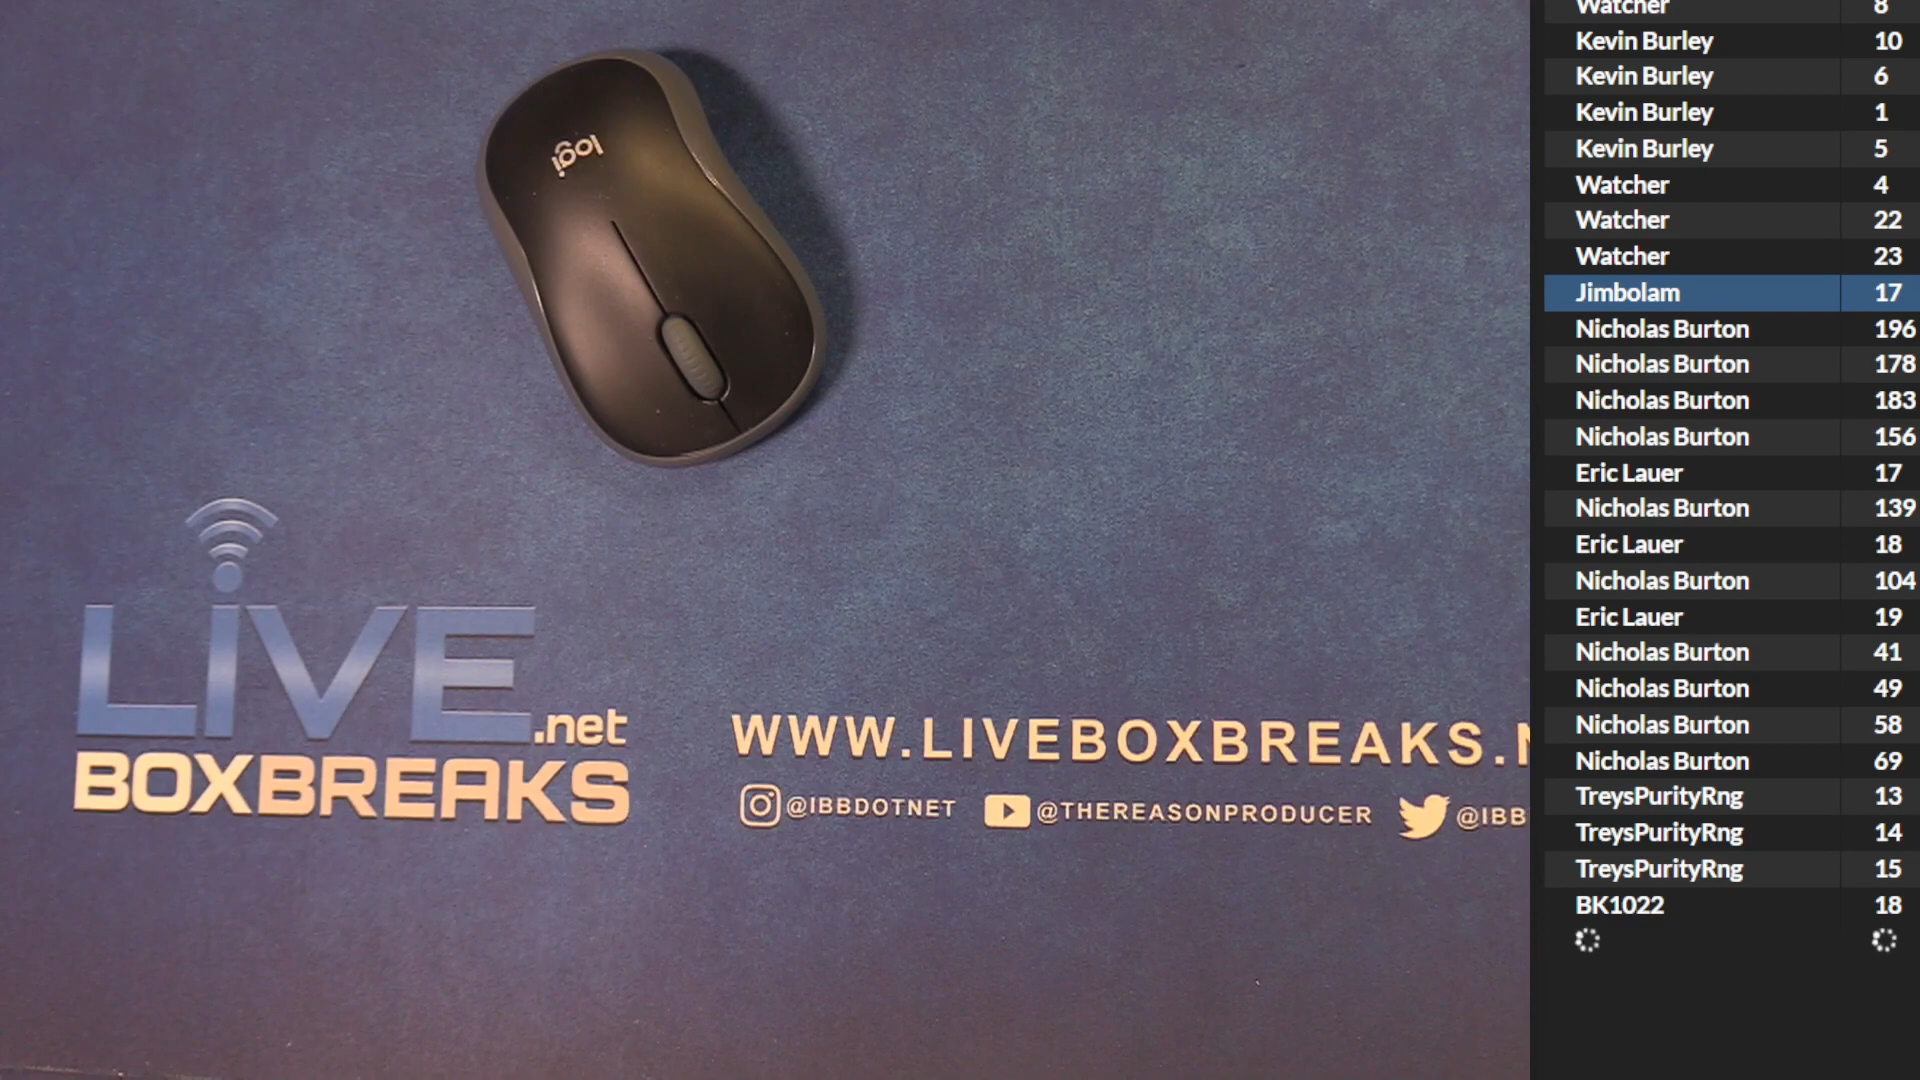 logi
LIVE.net
BOXBREAKS
WWW.LIVEBOXBREAKS.
@IBBDOTNET @THEREASONPRODUCER @IBB
Watcher 8
Kevin Burley 10
Kevin Burley 6
Kevin Burley 1
Kevin Burley 5
Watcher 4
Watcher 22
Watcher 23
Jimbolam 17
Nicholas Burton 196
Nicholas Burton 178
Nicholas Burton 183
Nicholas Burton 156
Eric Lauer 17
Nicholas Burton 139
Eric Lauer 18
Nicholas Burton 104
Eric Lauer 19
Nicholas Burton 41
Nicholas Burton 49
Nicholas Burton 58
Nicholas Burton 69
TreysPurityRng 13
TreysPurityRng 14
TreysPurityRng 15
BK1022 18